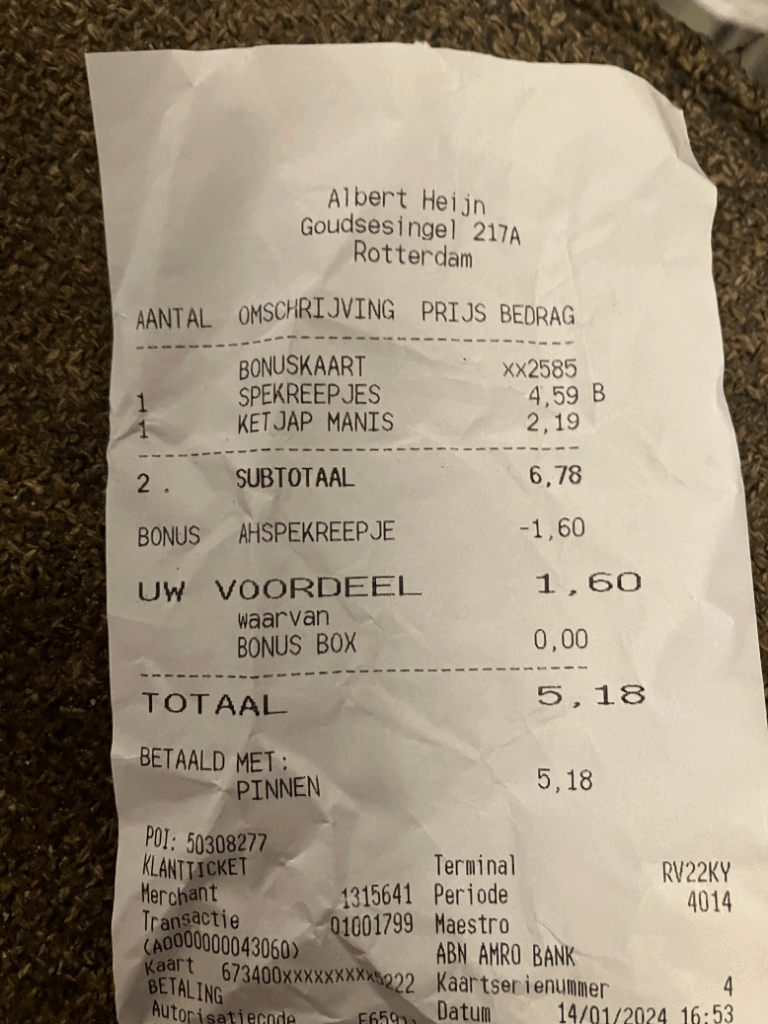 Albert Heijn
Goudsesingel 217A
Rotterdam
AANTAL OMSCHRIJVING PRIJS BEDRAG
BONUSKAART xx2585
1 SPEKREEPJES 4,59 B
1 KETJAP MANIS 2,19
2 . SUBTOTAAL 6,78
BONUS AHSPEKREEPJE -1,60
UW VOORDEEL 1,60
waarvan
BONUS BOX 0,00
TOTAAL 5,18
BETAALD MET:
PINNEN 5,18
POI: 50308277
KLANTTICKET Terminal RV22KY
Merchant 1315641 Periode 4014
Transactie 01001799 Maestro
(A0000000043060) ABN AMRO BANK
Kaart 673400xxxxxxxxx5222 Kaartserienummer 4
BETALING Datum 14/01/2024 16:53
Autorisatiecode